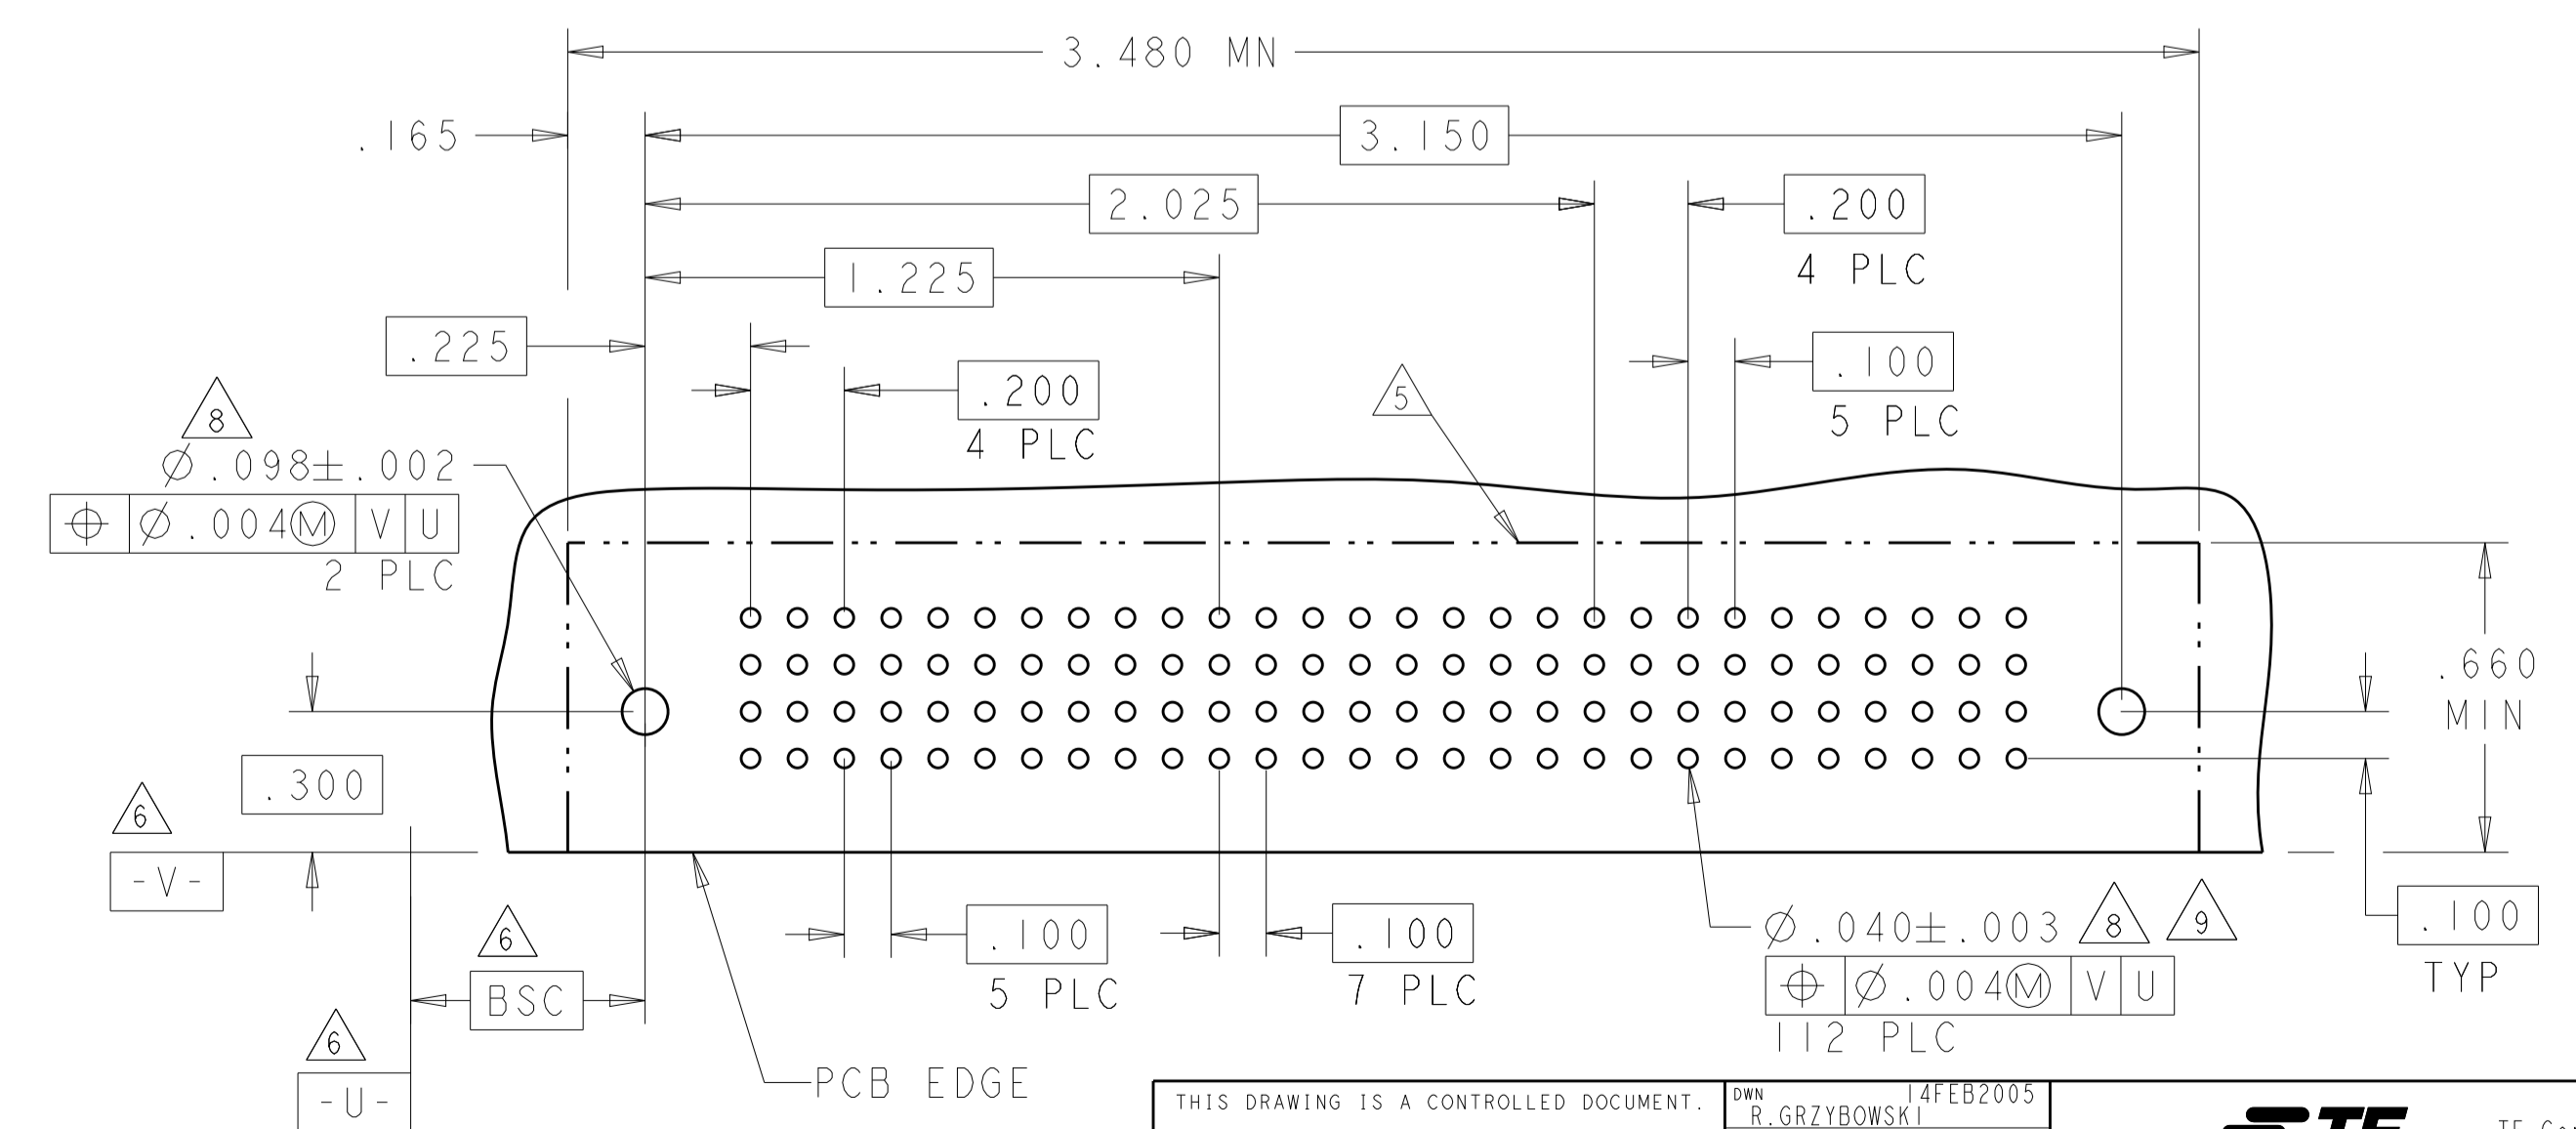 3.480 MN
.165
3.150
2.025
.200
4 PLC
1.225
.225
.100
5 PLC
.200
4 PLC
5
8
Ø.098±.002
⌖ Ø.004Ⓜ V U
2 PLC
.660
MIN
.300
6
-V-
6
BSC
6
-U-
.100
5 PLC
.100
7 PLC
Ø.040±.003 8 9
⌖ Ø.004Ⓜ V U
112 PLC
.100
TYP
PCB EDGE
THIS DRAWING IS A CONTROLLED DOCUMENT.
DWN 14FEB2005
R.GRZYBOWSKI
TE